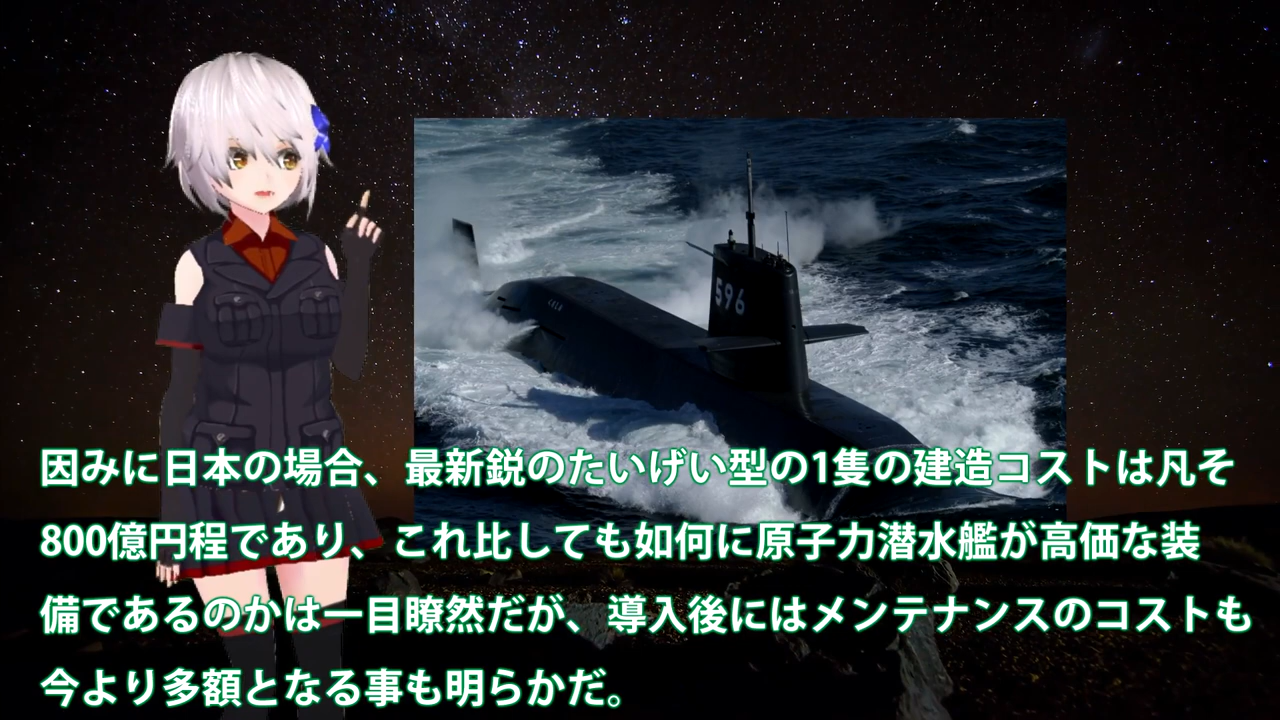 596
因みに日本の場合、最新鋭のたいげい型の1隻の建造コストは凡そ
800億円程であり、これ比しても如何に原子力潜水艦が高価な装
備であるのかは一目瞭然だが、導入後にはメンテナンスのコストも
今より多額となる事も明らかだ。